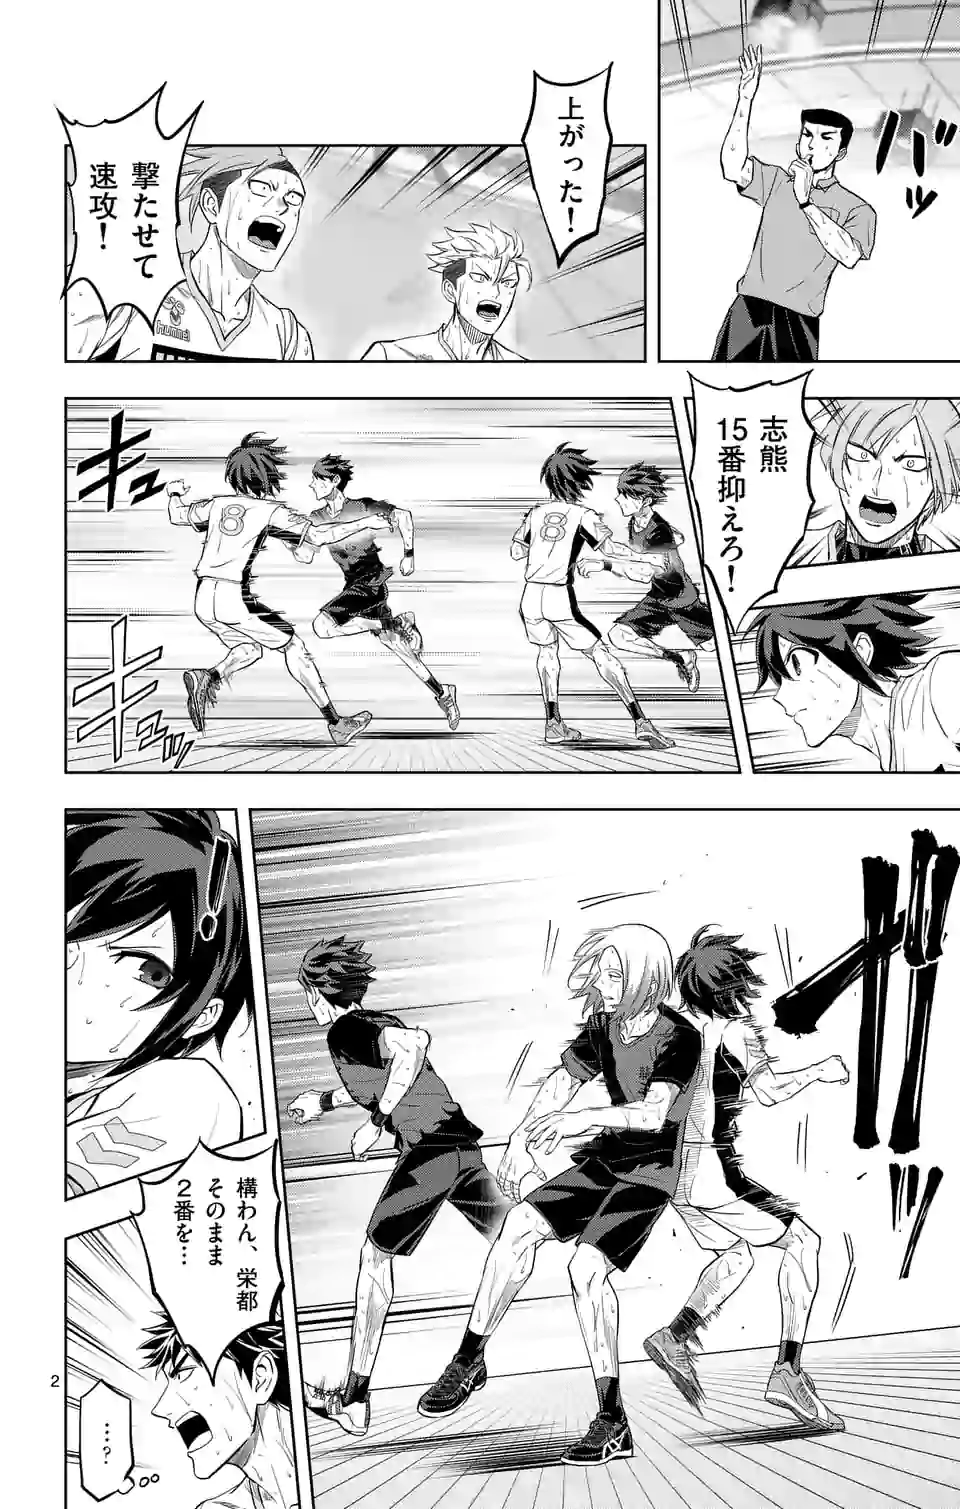 バッ
上がった!
撃たせて
速攻!
hummel
志熊
15番抑えろ!
キュ
キュッ
8
8
!
構わん、栄都
そのまま
2番を…
…?
2